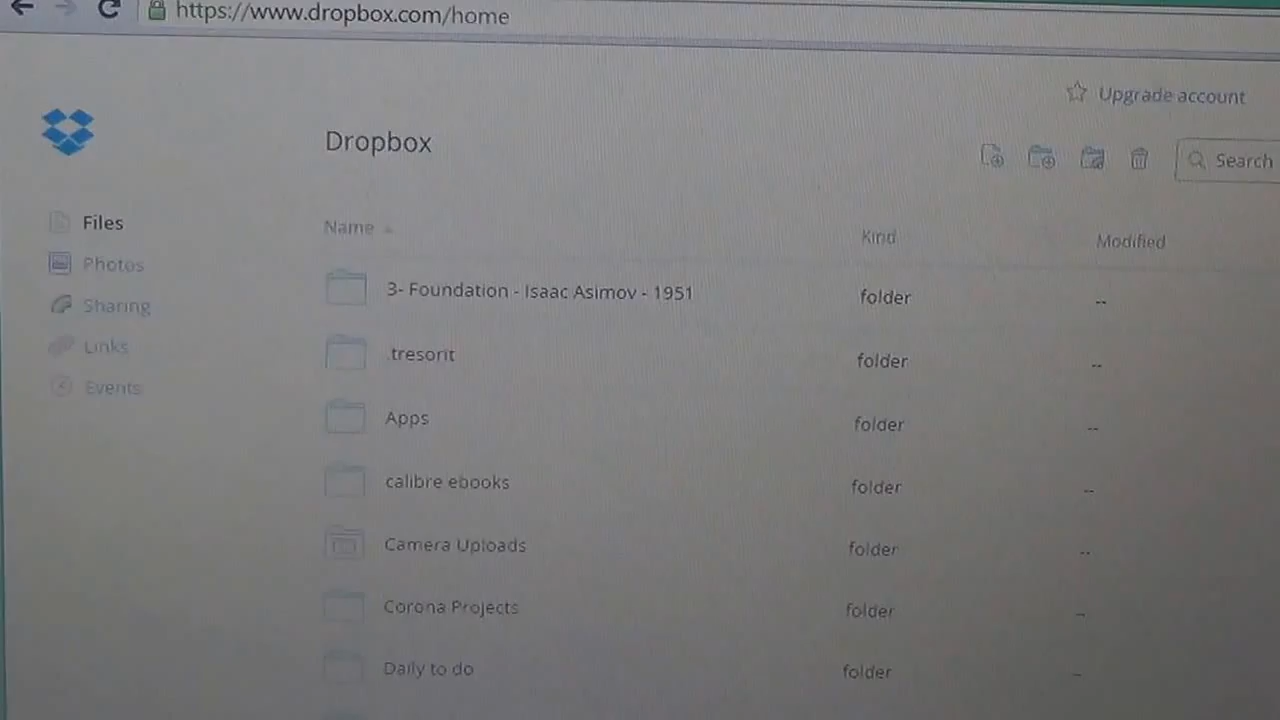 https://www.dropbox.com/home
Upgrade account
Dropbox
Search
Files
Photos
Sharing
Links
Events
Name Kind Modified
3- Foundation - Isaac Asimov - 1951 folder --
.tresorit folder --
Apps folder --
calibre ebooks folder --
Camera Uploads folder --
Corona Projects folder --
Daily to do folder --